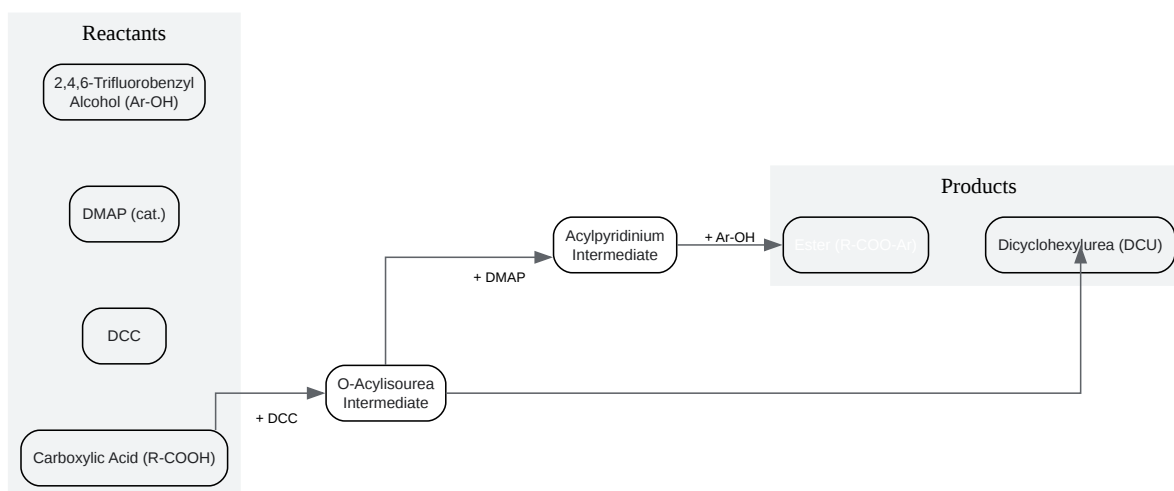 Reactants
2,4,6-Trifluorobenzyl
Alcohol (Ar-OH)
DMAP (cat.)
DCC
Carboxylic Acid (R-COOH)
+ DCC
O-Acylisourea
Intermediate
+ DMAP
Acylpyridinium
Intermediate
+ Ar-OH
Products
Ester (R-COO-Ar)
Dicyclohexylurea (DCU)